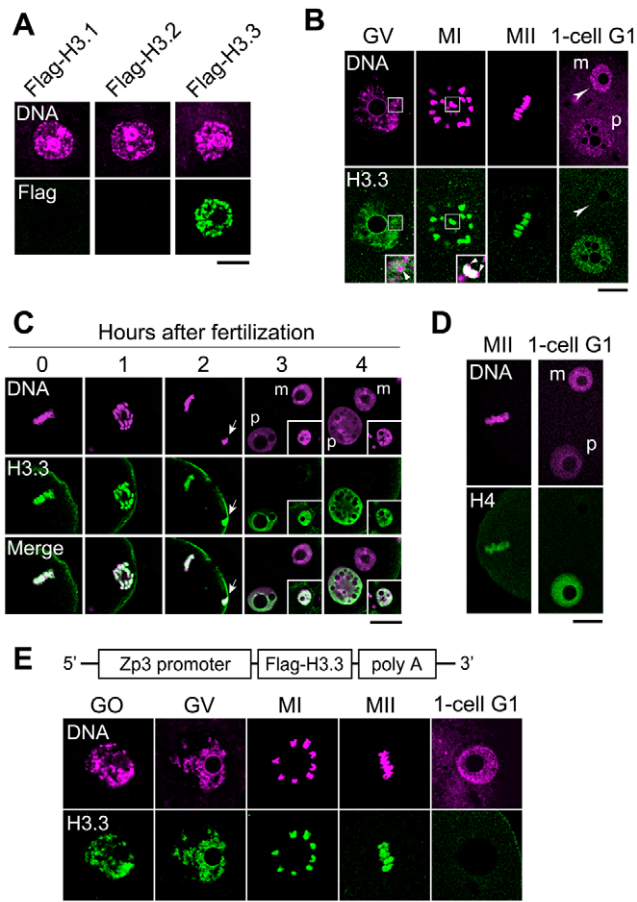 A
Flag-H3.1
Flag-H3.2
Flag-H3.3
DNA
Flag
B
GV MI MII 1-cell G1
DNA
m
p
H3.3
C
Hours after fertilization
0 1 2 3 4
DNA
m
m
p
p
H3.3
Merge
D
MII 1-cell G1
DNA
m
p
H4
E
5’ Zp3 promoter Flag-H3.3 poly A 3’
GO GV MI MII 1-cell G1
DNA
H3.3